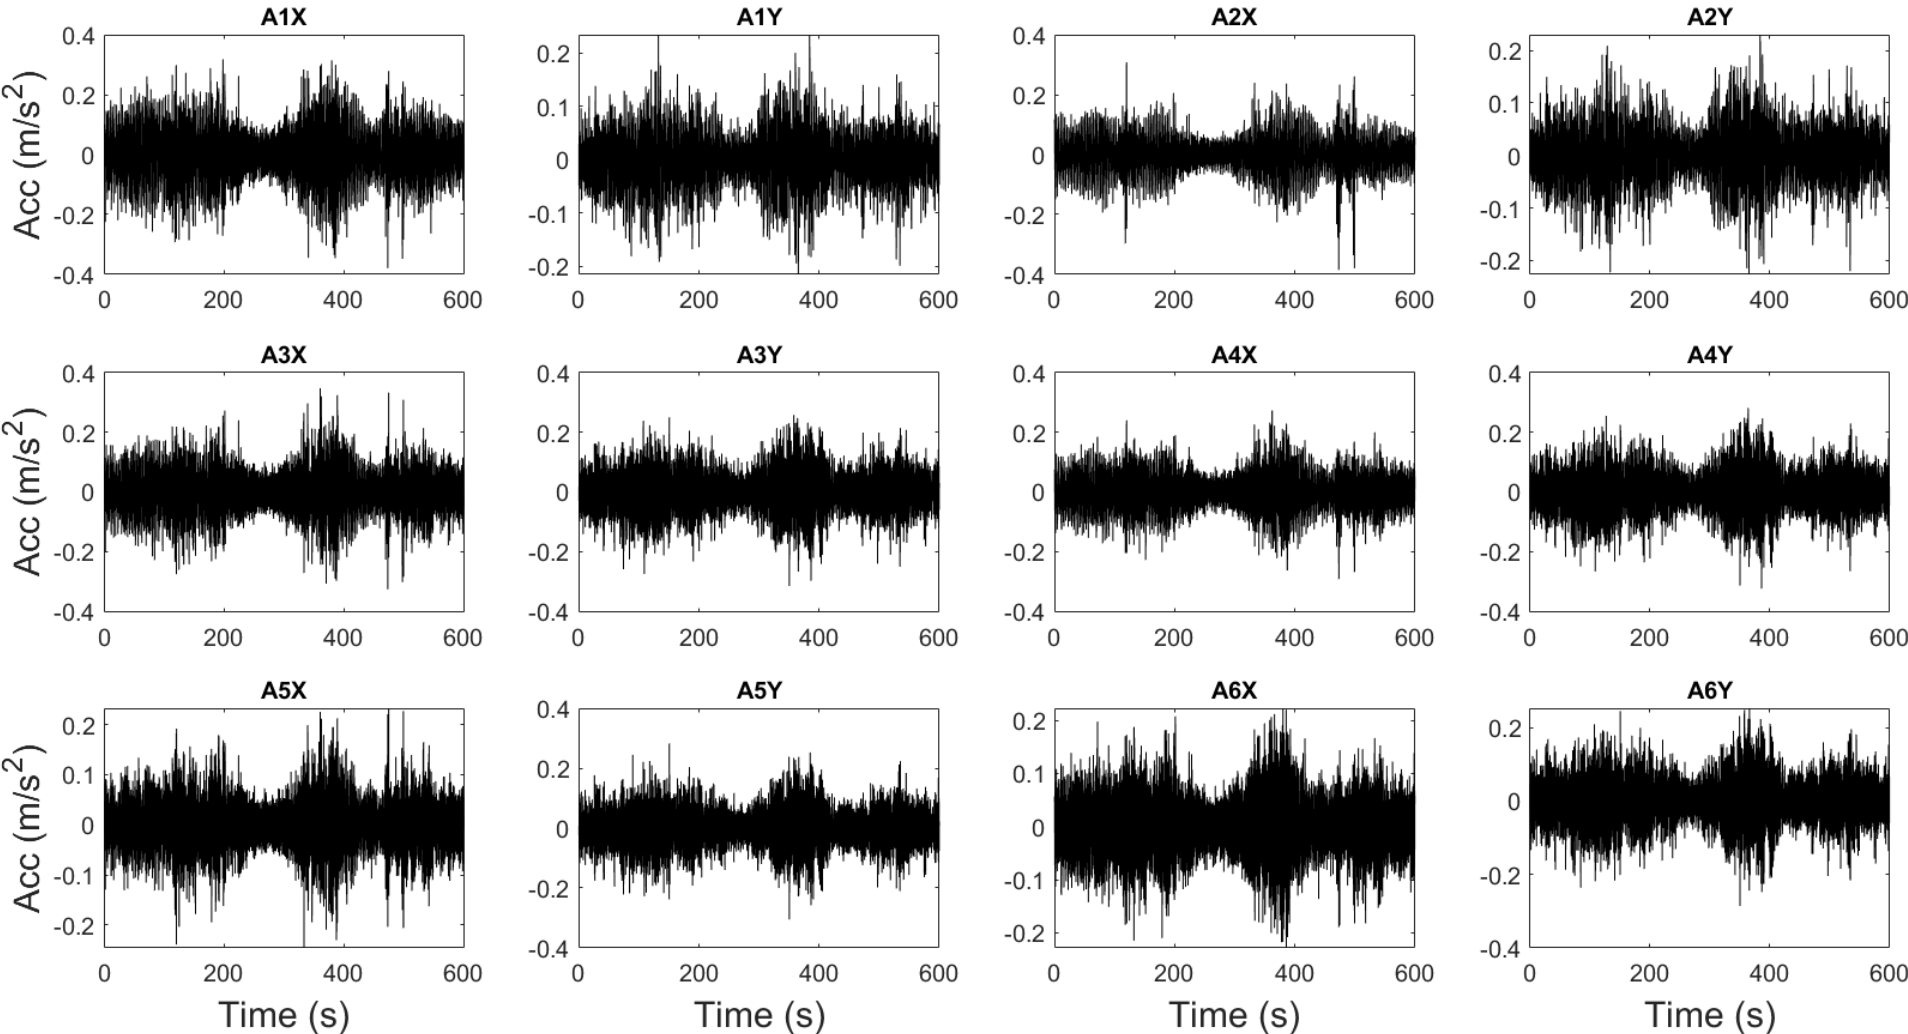 A1X A1Y A2X A2Y
0.4 0.2 0.4 0.2
0.2 0.1 0.2 0.1
0 0 0 0
-0.2 -0.1 -0.2 -0.1
-0.4 -0.2 -0.4 -0.2
Acc (m/s²)
0 200 400 600 0 200 400 600 0 200 400 600 0 200 400 600
A3X A3Y A4X A4Y
0.4 0.4 0.4 0.4
0.2 0.2 0.2 0.2
0 0 0 0
-0.2 -0.2 -0.2 -0.2
-0.4 -0.4 -0.4 -0.4
Acc (m/s²)
0 200 400 600 0 200 400 600 0 200 400 600 0 200 400 600
A5X A5Y A6X A6Y
0.2 0.4 0.2 0.2
0.1 0.2 0.1 0
0 0 0 -0.2
-0.1 -0.2 -0.1 -0.4
-0.2 -0.4 -0.2
Acc (m/s²)
0 200 400 600 0 200 400 600 0 200 400 600 0 200 400 600
Time (s) Time (s) Time (s) Time (s)